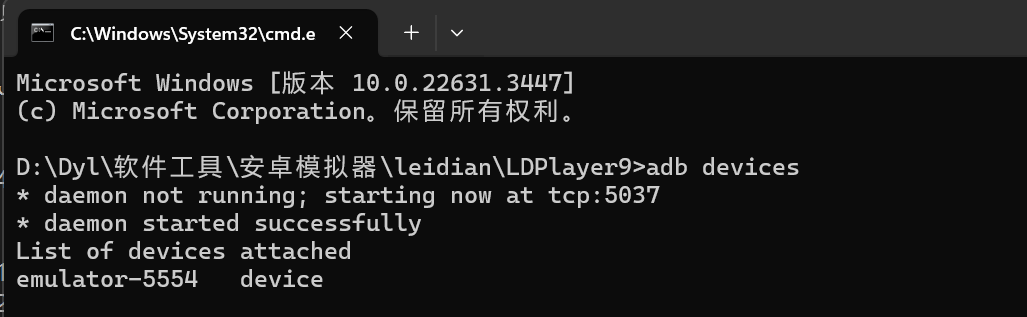 C:\Windows\System32\cmd.e
Microsoft Windows [版本 10.0.22631.3447]
(c) Microsoft Corporation。保留所有权利。
D:\Dyl\软件工具\安卓模拟器\leidian\LDPlayer9>adb devices
* daemon not running; starting now at tcp:5037
* daemon started successfully
List of devices attached
emulator-5554   device